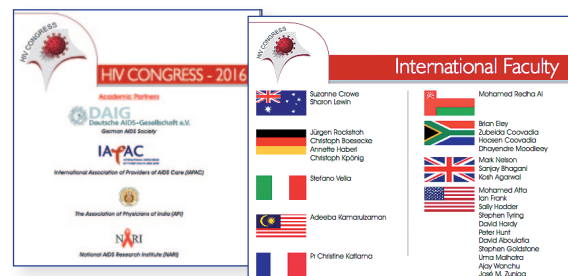 HIV CONGRESS
HIV CONGRESS - 2016
Academic Partners
DAIG
Deutsche AIDS-Gesellschaft e.V.
German AIDS Society
IAPAC
International Association of Providers of AIDS Care (IAPAC)
The Association of Physicians of India (API)
NARI
National AIDS Research Institute (NARI)
HIV CONGRESS
International Faculty
Suzanne Crowe
Sharon Lewin
Jürgen Rockstroh
Christoph Boesecke
Annette Haberl
Christoph Kpönig
Stefano Vella
Adeeba Kamarulzaman
Pr Christine Katlama
Mohamed Redha Al
Brian Eley
Zubeida Coovadia
Hoosen Coovadia
Dhayendre Moodleey
Mark Nelson
Sanjay Bhagani
Kosh Agarwal
Mohamed Atta
Ian Frank
Sally Hodder
Stephen Tyring
David Hardy
Peter Hunt
David Aboulafia
Stephen Goldstone
Uma Malhotra
Ajay Wanchu
José M. Zuniga